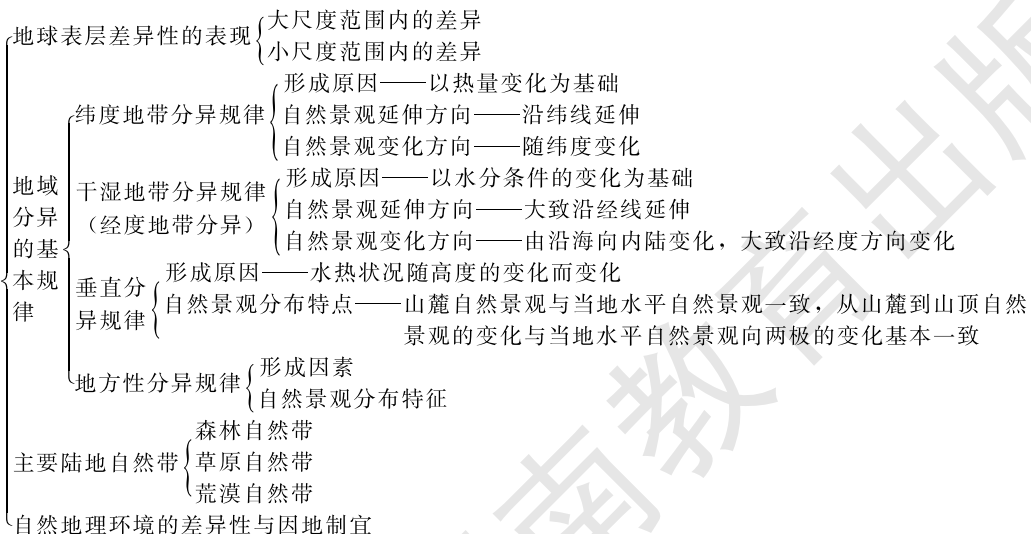 地球表层差异性的表现
大尺度范围内的差异
小尺度范围内的差异
地域分异的基本规律
纬度地带分异规律
形成原因——以热量变化为基础
自然景观延伸方向——沿纬线延伸
自然景观变化方向——随纬度变化
干湿地带分异规律
（经度地带分异）
形成原因——以水分条件的变化为基础
自然景观延伸方向——大致沿经线延伸
自然景观变化方向——由沿海向内陆变化，大致沿经度方向变化
垂直分
异规律
形成原因——水热状况随高度的变化而变化
自然景观分布特点——山麓自然景观与当地水平自然景观一致，从山麓到山顶自然
景观的变化与当地水平自然景观向两极的变化基本一致
地方性分异规律
形成因素
自然景观分布特征
主要陆地自然带
森林自然带
草原自然带
荒漠自然带
自然地理环境的差异性与因地制宜
南教育出版